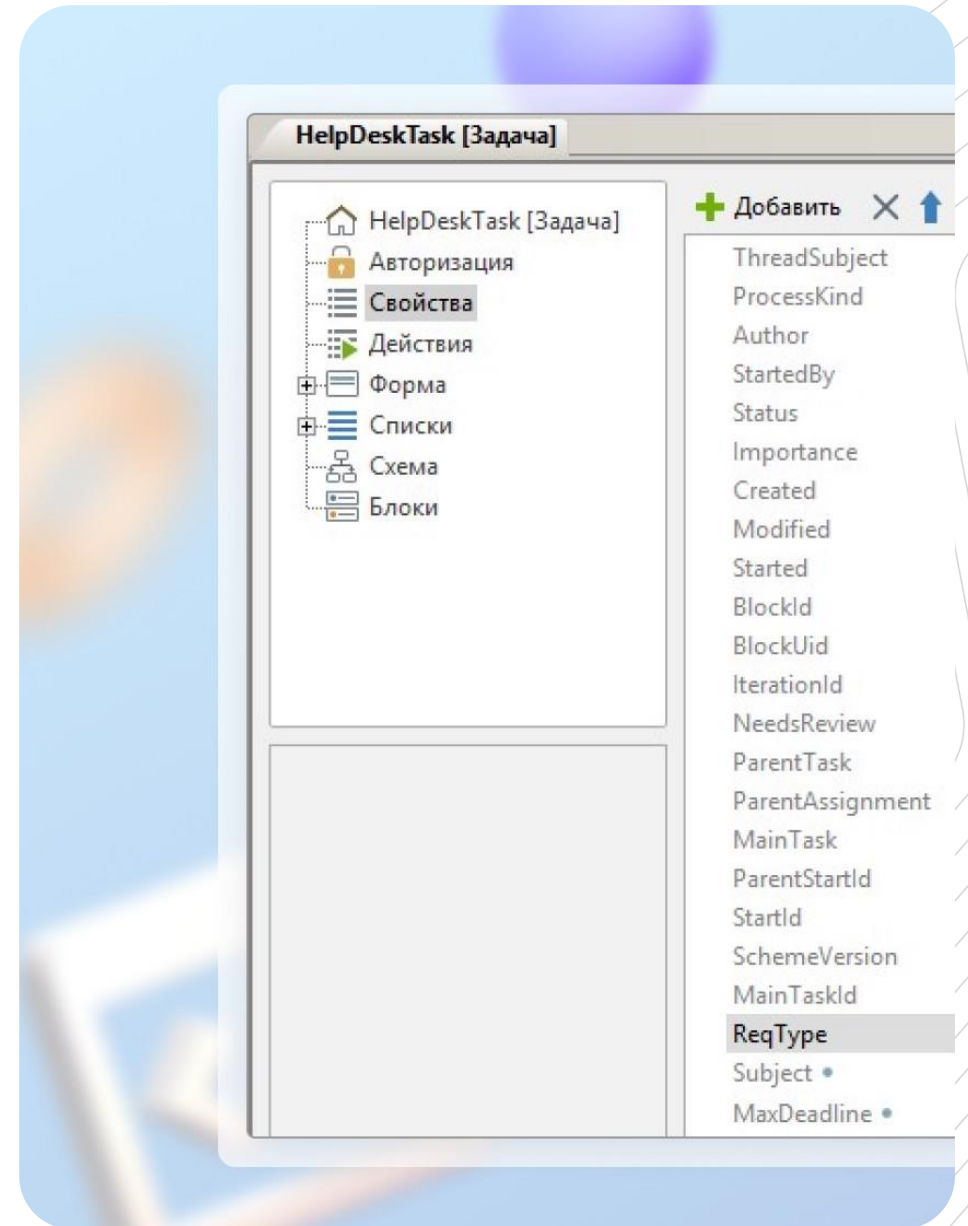 HelpDeskTask [Задача]
HelpDeskTask [Задача]
Авторизация
Свойства
Действия
Форма
Списки
Схема
Блоки
Добавить
ThreadSubject
ProcessKind
Author
StartedBy
Status
Importance
Created
Modified
Started
BlockId
BlockUid
IterationId
NeedsReview
ParentTask
ParentAssignment
MainTask
ParentStartId
StartId
SchemeVersion
MainTaskId
ReqType
Subject
MaxDeadline